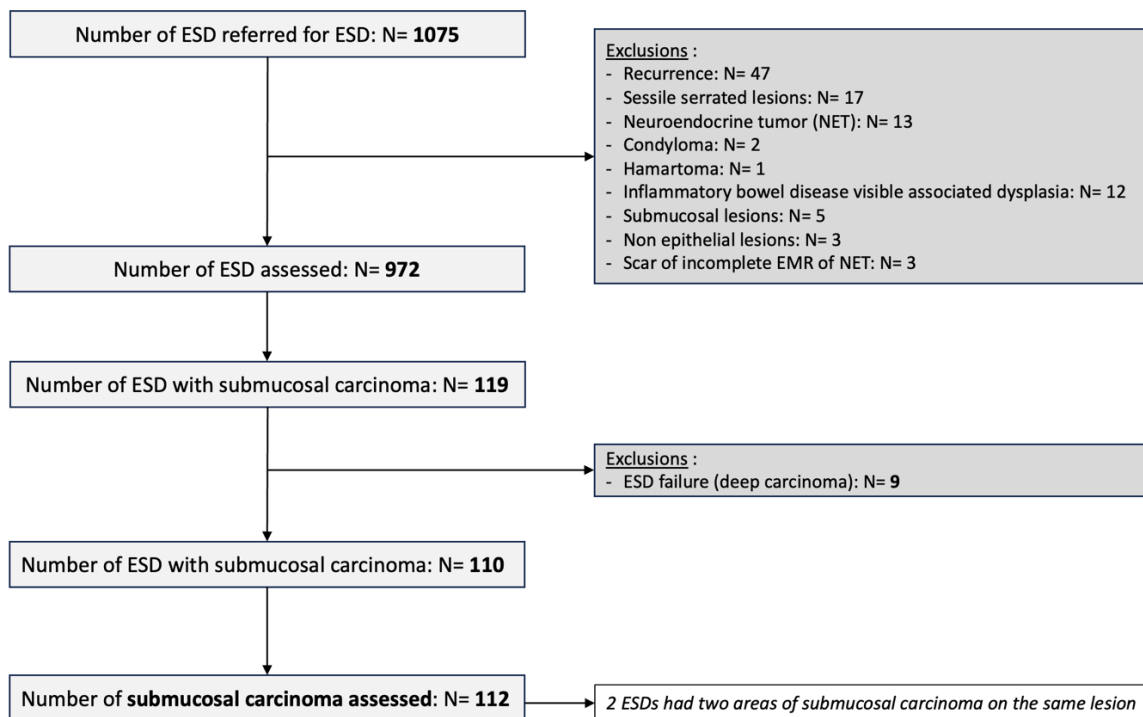 Number of ESD referred for ESD: N= 1075
Exclusions :
- Recurrence: N= 47
- Sessile serrated lesions: N= 17
- Neuroendocrine tumor (NET): N= 13
- Condyloma: N= 2
- Hamartoma: N= 1
- Inflammatory bowel disease visible associated dysplasia: N= 12
- Submucosal lesions: N= 5
- Non epithelial lesions: N= 3
- Scar of incomplete EMR of NET: N= 3
Number of ESD assessed: N= 972
Number of ESD with submucosal carcinoma: N= 119
Exclusions :
- ESD failure (deep carcinoma): N= 9
Number of ESD with submucosal carcinoma: N= 110
Number of submucosal carcinoma assessed: N= 112
2 ESDs had two areas of submucosal carcinoma on the same lesion